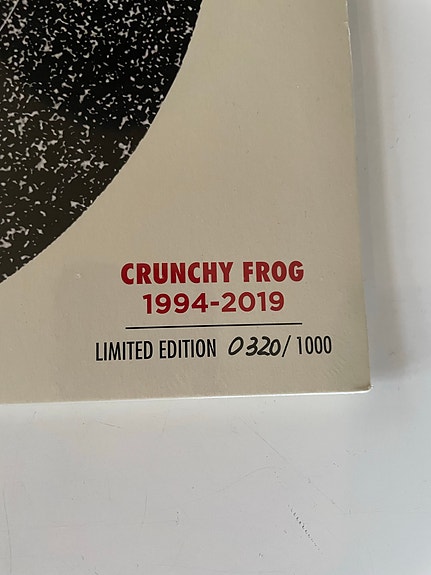 CRUNCHY FROG
1994-2019
LIMITED EDITION 0320/1000